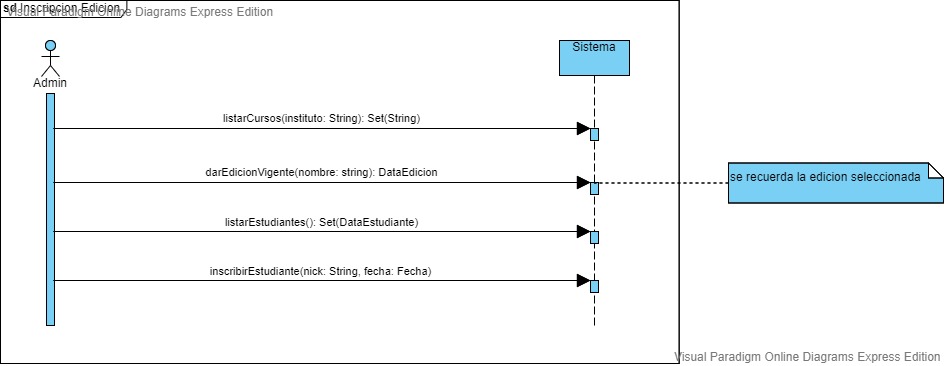 sd Inscripcion Edicion
Visual Paradigm Online Diagrams Express Edition
Sistema
Admin
listarCursos(instituto: String): Set(String)
darEdicionVigente(nombre: string): DataEdicion
se recuerda la edicion seleccionada
listarEstudiantes(): Set(DataEstudiante)
inscribirEstudiante(nick: String, fecha: Fecha)
Visual Paradigm Online Diagrams Express Edition